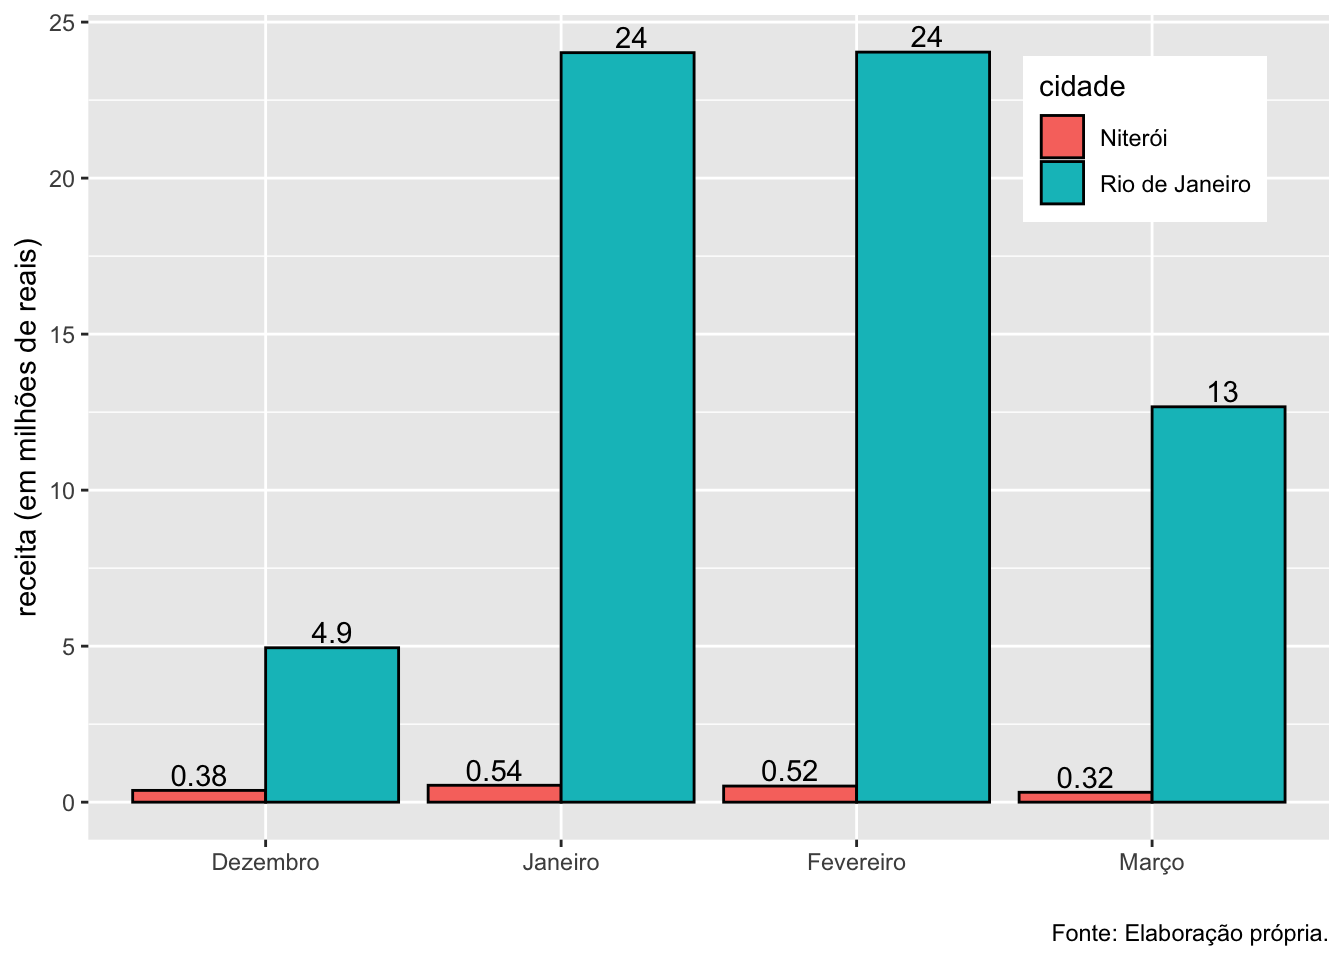 receita (em milhões de reais)
25
20
15
10
5
0
0.38
4.9
0.54
24
0.52
24
0.32
13
cidade
Niterói
Rio de Janeiro
Dezembro
Janeiro
Fevereiro
Março
Fonte: Elaboração própria.